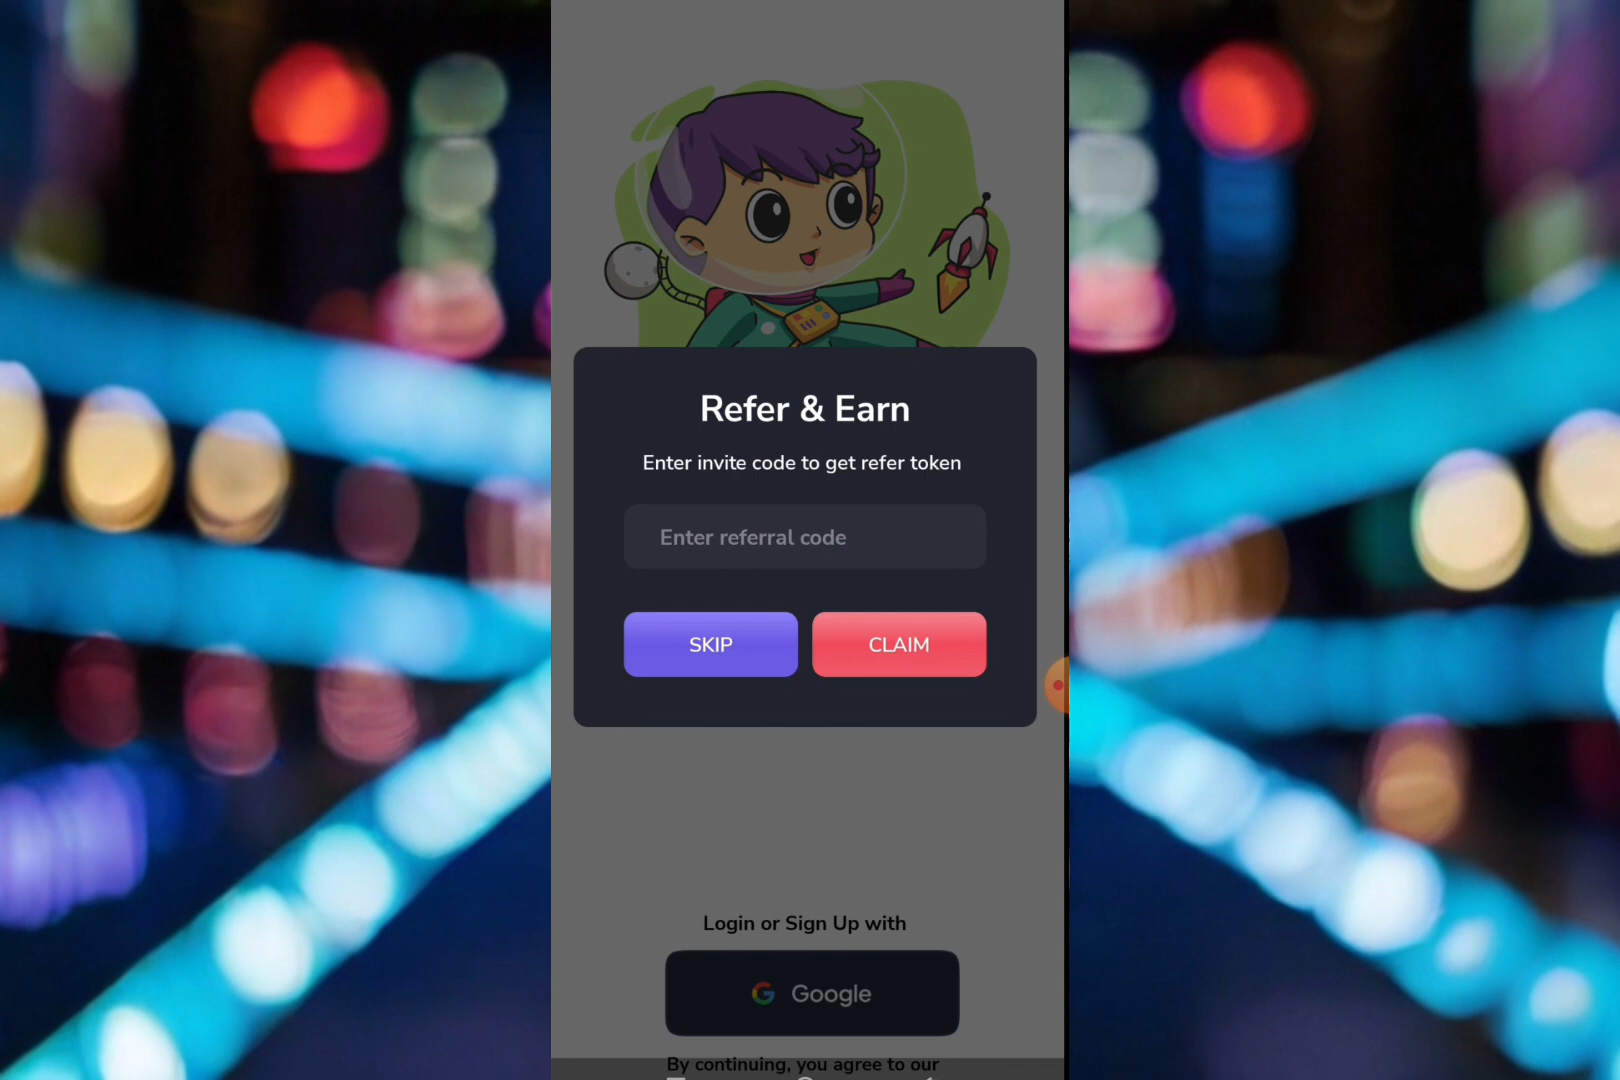 Refer & Earn
Enter invite code to get refer token
Enter referral code
SKIP
CLAIM
Login or Sign Up with
Google
By continuing, you agree to our